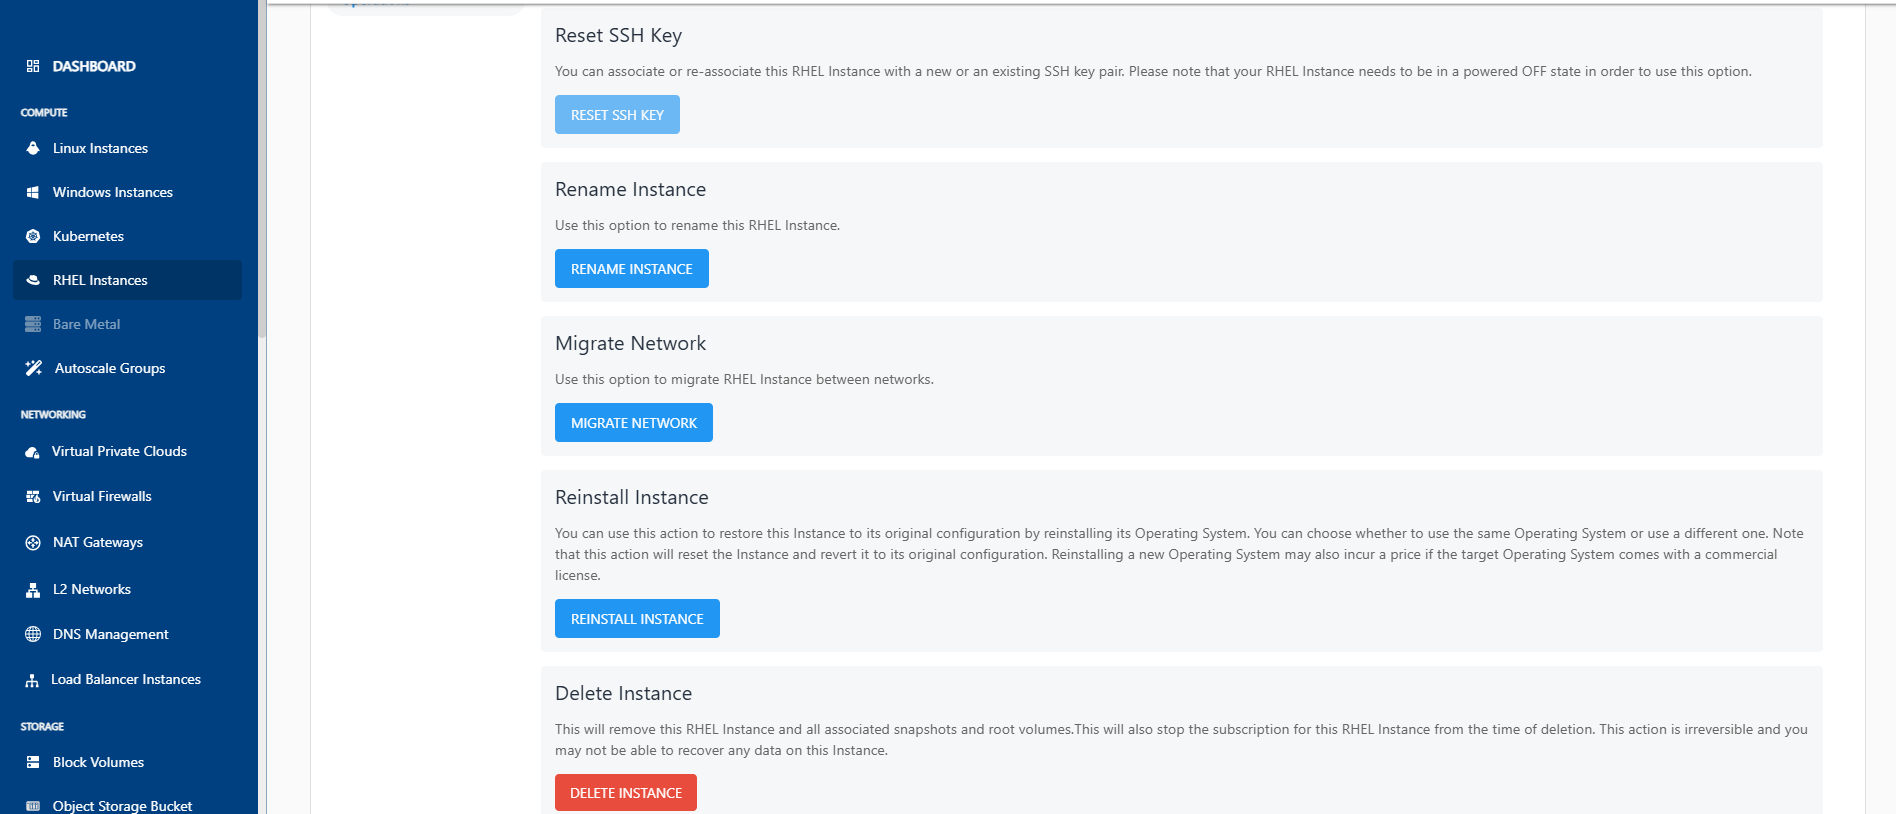 DASHBOARD
COMPUTE
Linux Instances
Windows Instances
Kubernetes
RHEL Instances
Bare Metal
Autoscale Groups
NETWORKING
Virtual Private Clouds
Virtual Firewalls
NAT Gateways
L2 Networks
DNS Management
Load Balancer Instances
STORAGE
Block Volumes
Object Storage Bucket
Reset SSH Key
You can associate or re-associate this RHEL Instance with a new or an existing SSH key pair. Please note that your RHEL Instance needs to be in a powered OFF state in order to use this option.
RESET SSH KEY
Rename Instance
Use this option to rename this RHEL Instance.
RENAME INSTANCE
Migrate Network
Use this option to migrate RHEL Instance between networks.
MIGRATE NETWORK
Reinstall Instance
You can use this action to restore this Instance to its original configuration by reinstalling its Operating System. You can choose whether to use the same Operating System or use a different one. Note
that this action will reset the Instance and revert it to its original configuration. Reinstalling a new Operating System may also incur a price if the target Operating System comes with a commercial
license.
REINSTALL INSTANCE
Delete Instance
This will remove this RHEL Instance and all associated snapshots and root volumes.This will also stop the subscription for this RHEL Instance from the time of deletion. This action is irreversible and you
may not be able to recover any data on this Instance.
DELETE INSTANCE